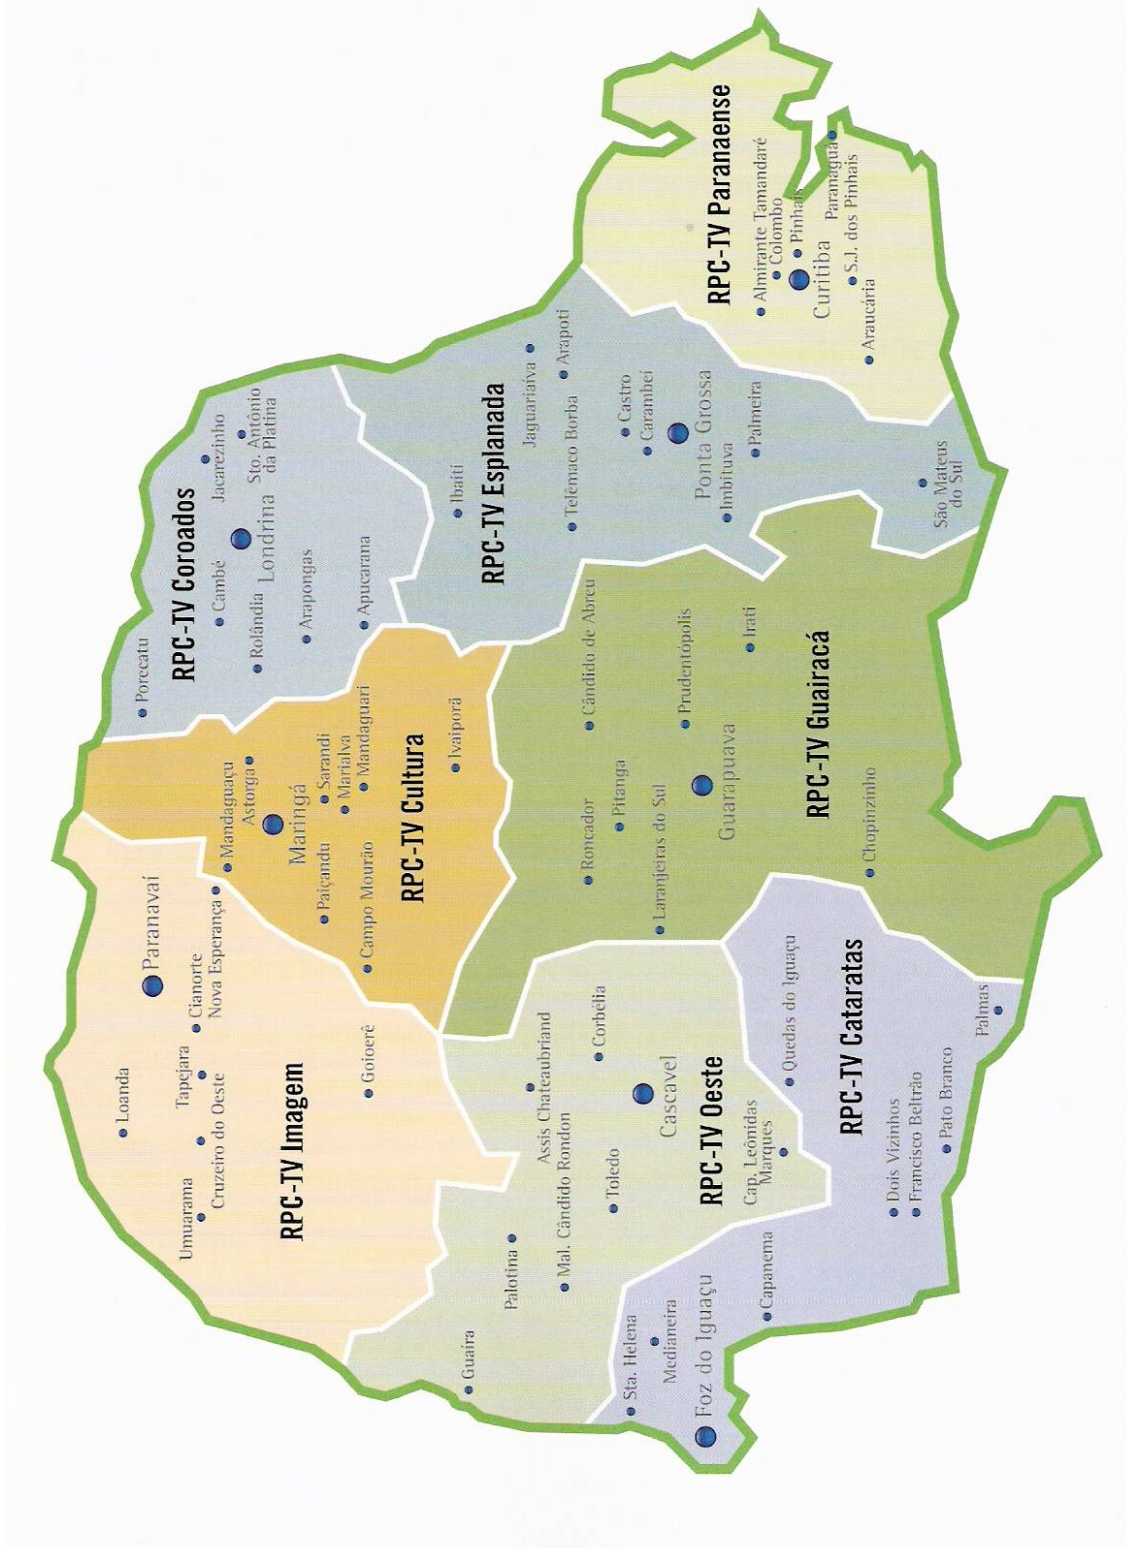 RPC-TV Imagem
Loanda
Paranavaí
Umuarama
Tapejara
Cianorte
Cruzeiro do Oeste
Nova Esperança
Goioerê
RPC-TV Cultura
Mandaguaçu
Astorga
Maringá
Sarandi
Paiçandu
Marialva
Campo Mourão
Mandaguari
Ivaiporã
RPC-TV Coroados
Porecatu
Cambé
Jacarezinho
Rolândia
Londrina
Sto. Antônio
da Platina
Arapongas
Apucarana
RPC-TV Esplanada
Ibaíti
Jaguariaíva
Arapoti
Telêmaco Borba
Castro
Carambeí
Ponta Grossa
Imbituva
Palmeira
São Mateus
do Sul
RPC-TV Paranaense
Almirante Tamandaré
Colombo
Pinhais
Curitiba
Paranaguá
S.J. dos Pinhais
Araucária
RPC-TV Oeste
Guaíra
Palotina
Assis Chateaubriand
Mal. Cândido Rondon
Corbélia
Toledo
Cascavel
Cap. Leônidas
Marques
RPC-TV Guairacá
Roncador
Cândido de Abreu
Pitanga
Laranjeiras do Sul
Prudentópolis
Guarapuava
Irati
Chopinzinho
RPC-TV Cataratas
Sta. Helena
Medianeira
Foz do Iguaçu
Capanema
Quedas do Iguaçu
Dois Vizinhos
Francisco Beltrão
Pato Branco
Palmas